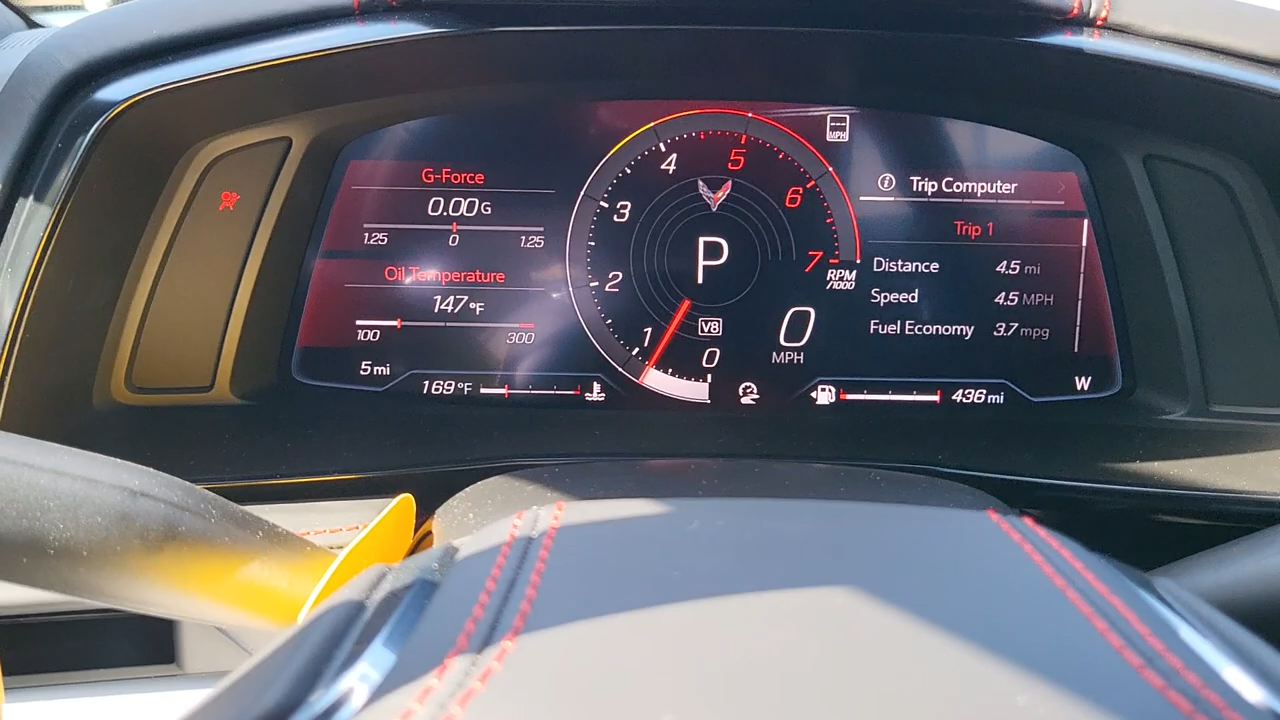 G-Force
0.00 G
1.25 0 1.25
Oil Temperature
147 °F
100 300
5 mi
169 °F
0
1
2
3
4
5
6
7
RPM
/1000
P
V8
0
MPH
---
MPH
Trip Computer
Trip 1
Distance 4.5 mi
Speed 4.5 MPH
Fuel Economy 3.7 mpg
436 mi
W